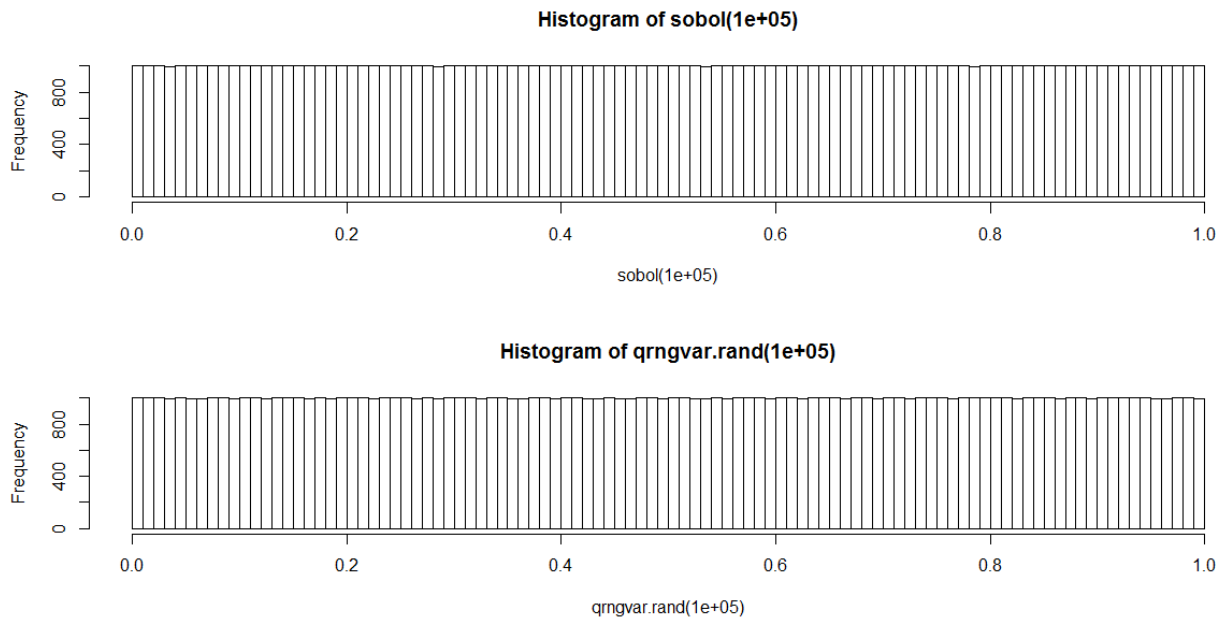 Histogram of sobol(1e+05)
Frequency
0 400 800
0.0 0.2 0.4 0.6 0.8 1.0
sobol(1e+05)
Histogram of qrngvar.rand(1e+05)
Frequency
0 400 800
0.0 0.2 0.4 0.6 0.8 1.0
qrngvar.rand(1e+05)